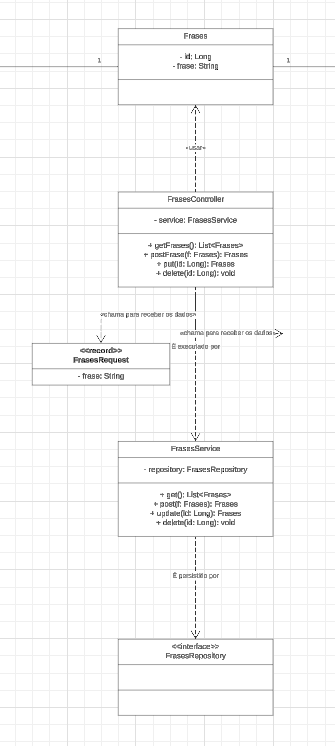 Frases
- id; Long
- frase: String
1
1
<usar>
FrasesController
- service: FrasesService
+ getFrases(): List<Frases>
+ postFrase(f: Frases): Frases
+ put(id: Long): Frases
+ delete(id: Long): void
<chama para receber os dados>
<chama para receber os dados>
É executado por
<<record>>
FrasesRequest
- frase: String
FrasesService
- repository: FrasesRepository
+ get(): List<Frases>
+ post(f: Frases): Frases
+ update(id: Long): Frases
+ delete(id: Long): void
É persistido por
<<interface>>
FrasesRepository